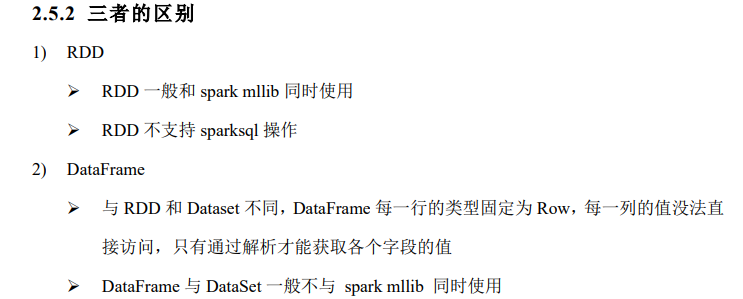 2.5.2 三者的区别
1) RDD
➢ RDD 一般和 spark mllib 同时使用
➢ RDD 不支持 sparksql 操作
2) DataFrame
➢ 与 RDD 和 Dataset 不同，DataFrame 每一行的类型固定为 Row，每一列的值没法直
接访问，只有通过解析才能获取各个字段的值
➢ DataFrame 与 DataSet 一般不与 spark mllib 同时使用